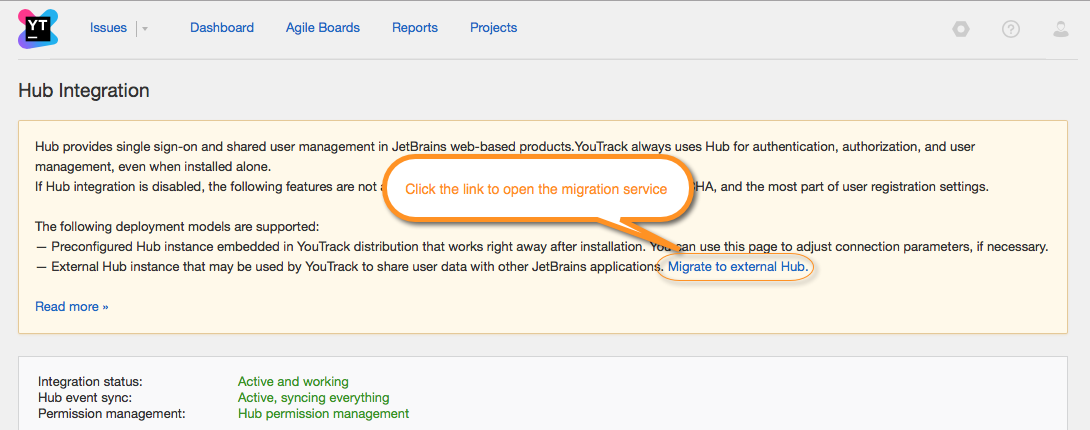 YT
Issues
Dashboard
Agile Boards
Reports
Projects
?
Hub Integration
Hub provides single sign-on and shared user management in JetBrains web-based products.YouTrack always uses Hub for authentication, authorization, and user
management, even when installed alone.
If Hub integration is disabled, the following features are not
HA, and the most part of user registration settings.
Click the link to open the migration service
The following deployment models are supported:
— Preconfigured Hub instance embedded in YouTrack distribution that works right away after installation. You can use this page to adjust connection parameters, if necessary.
— External Hub instance that may be used by YouTrack to share user data with other JetBrains applications. Migrate to external Hub.
Read more »
Integration status: Active and working
Hub event sync: Active, syncing everything
Permission management: Hub permission management